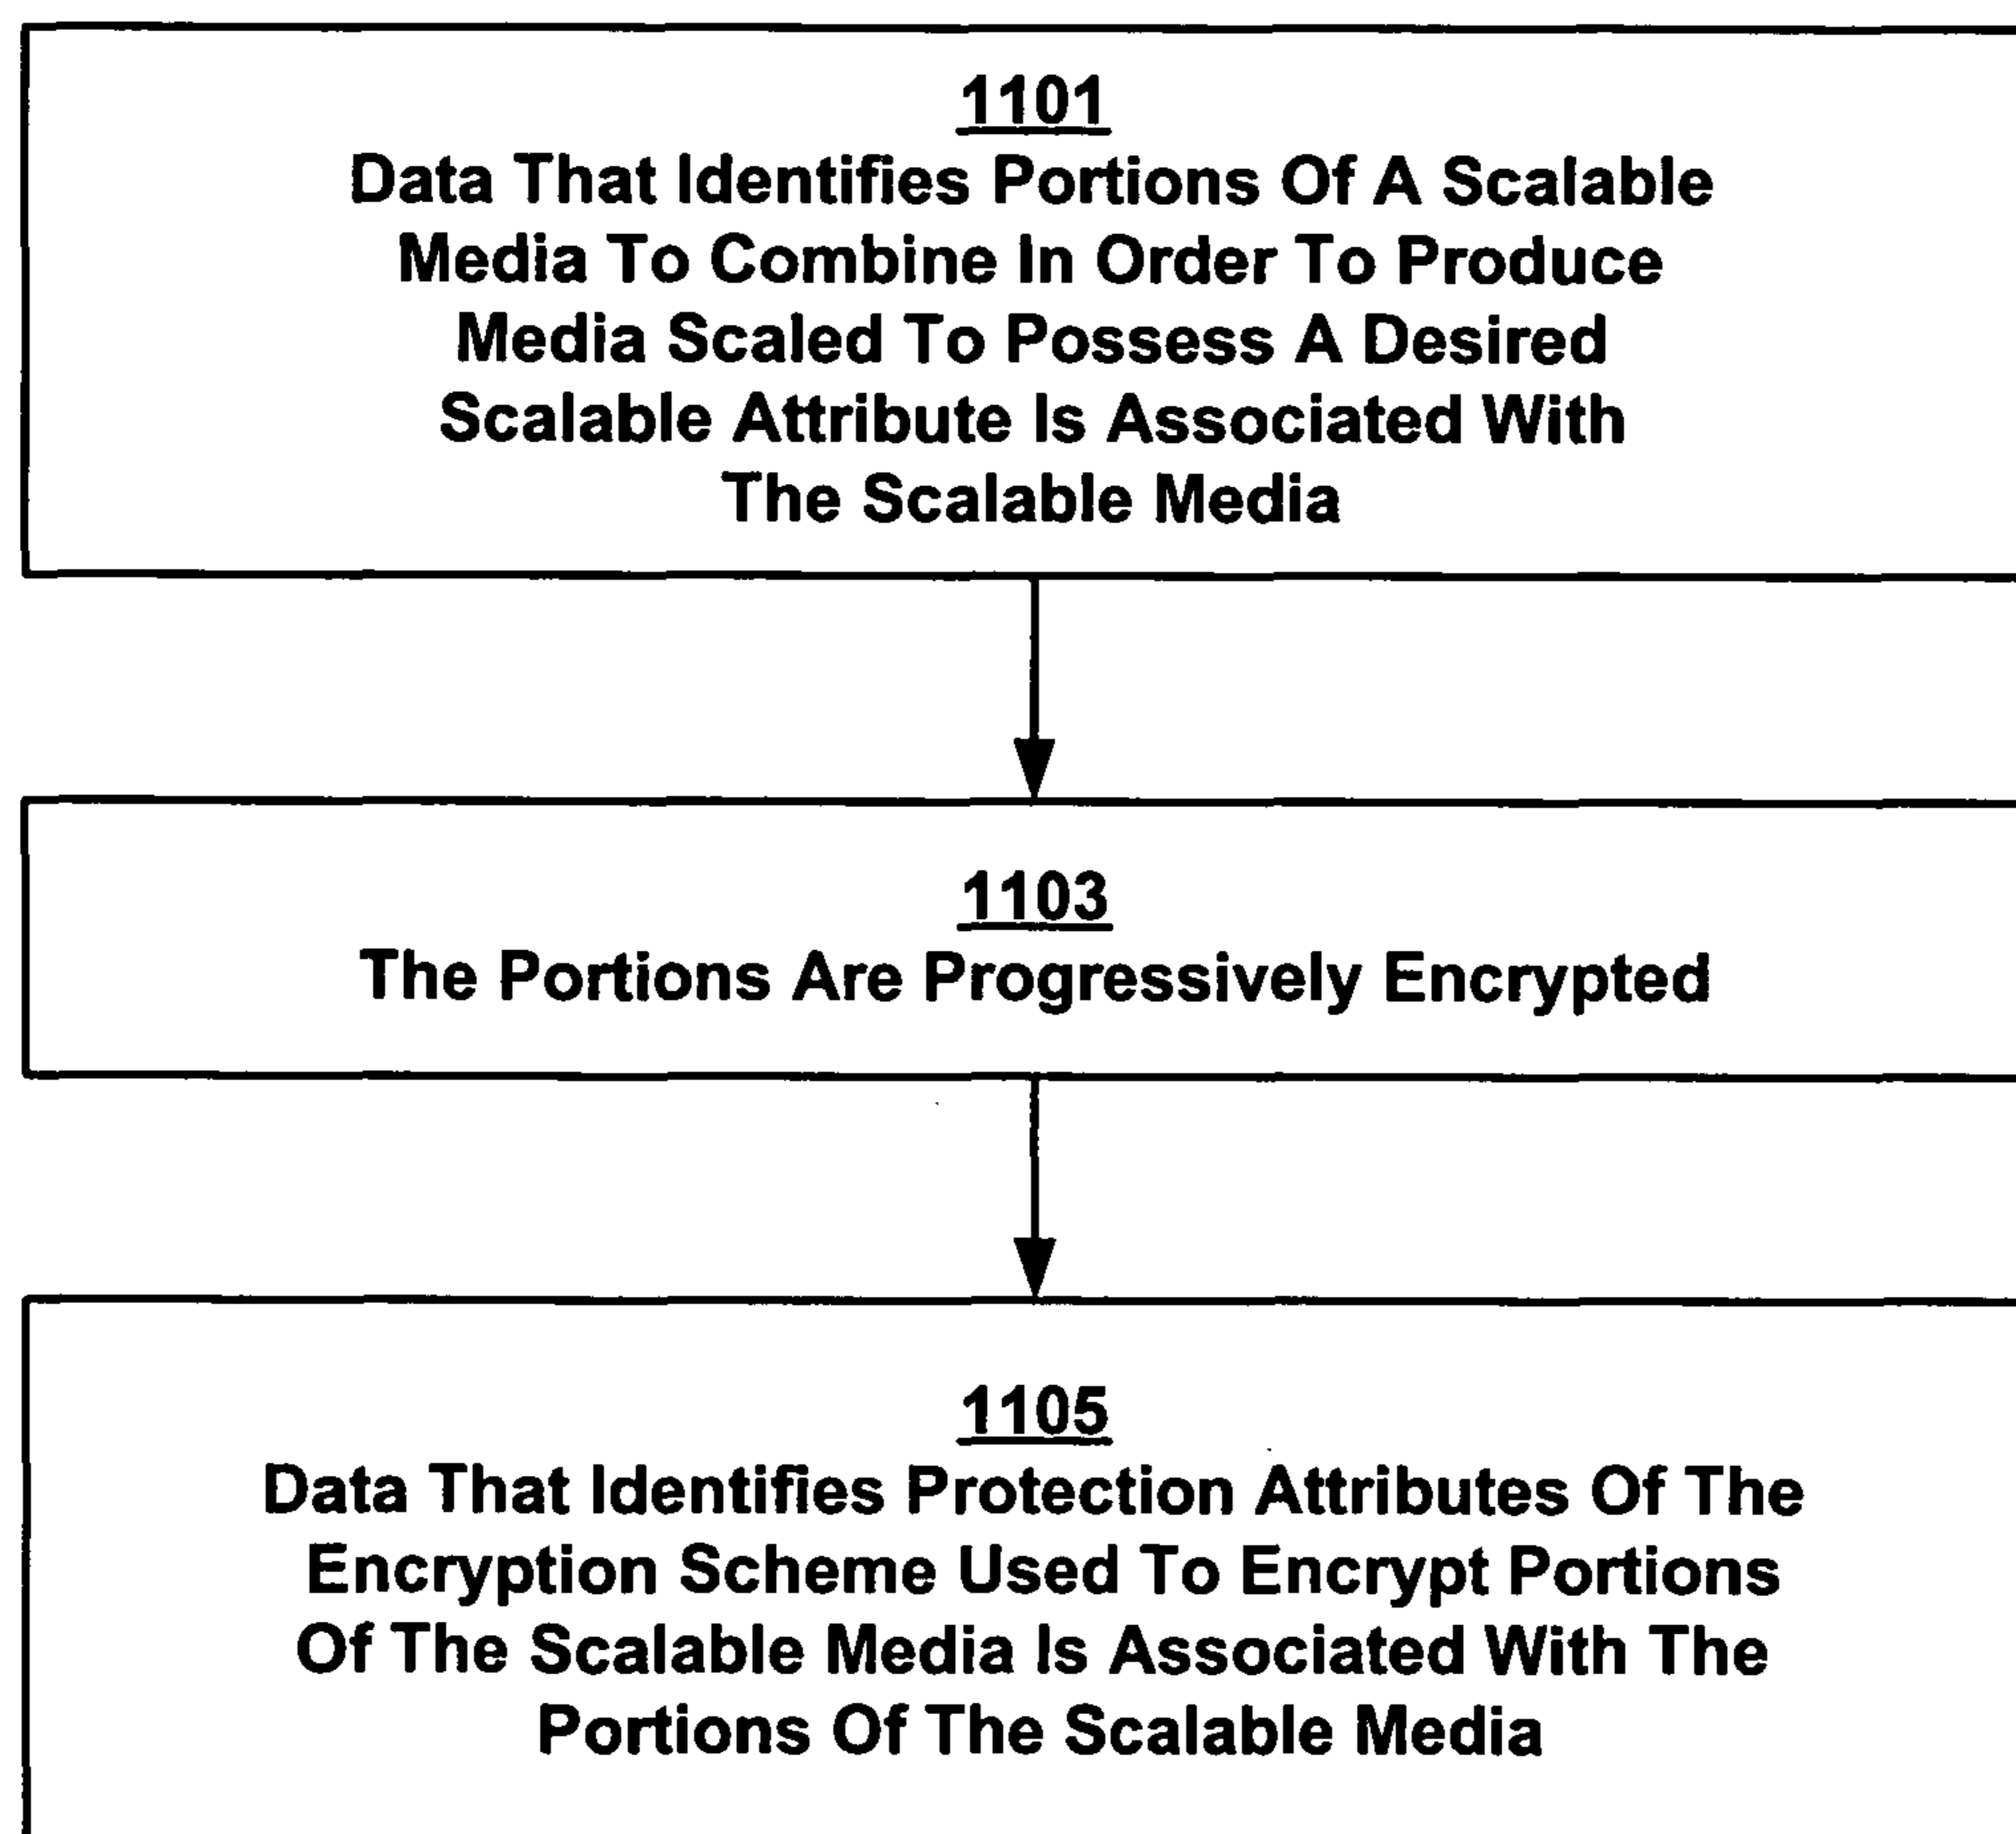 1101
Data That Identifies Portions Of A Scalable
Media To Combine In Order To Produce
Media Scaled To Possess A Desired
Scalable Attribute Is Associated With
The Scalable Media
1103
The Portions Are Progressively Encrypted
1105
Data That Identifies Protection Attributes Of The
Encryption Scheme Used To Encrypt Portions
Of The Scalable Media Is Associated With The
Portions Of The Scalable Media